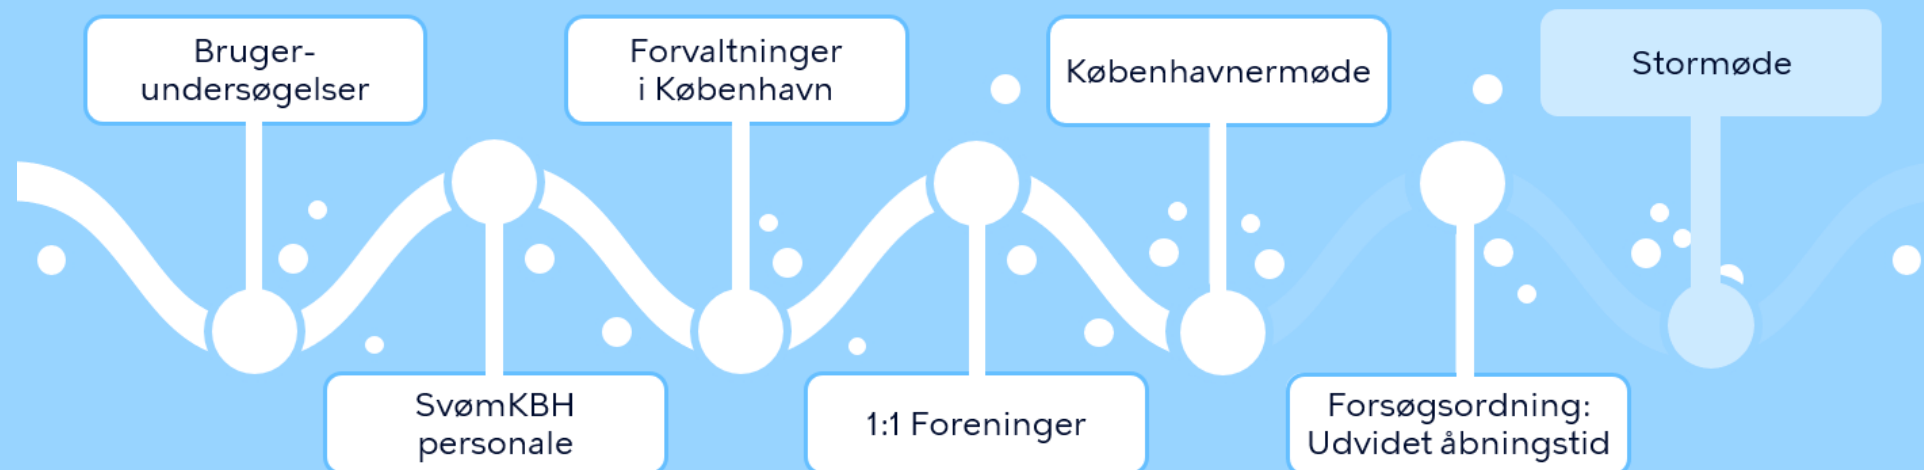 Bruger-
undersøgelser
SvømKBH
personale
Forvaltninger
i København
1:1 Foreninger
Københavnermøde
Forsøgsordning:
Udvidet åbningstid
Stormøde